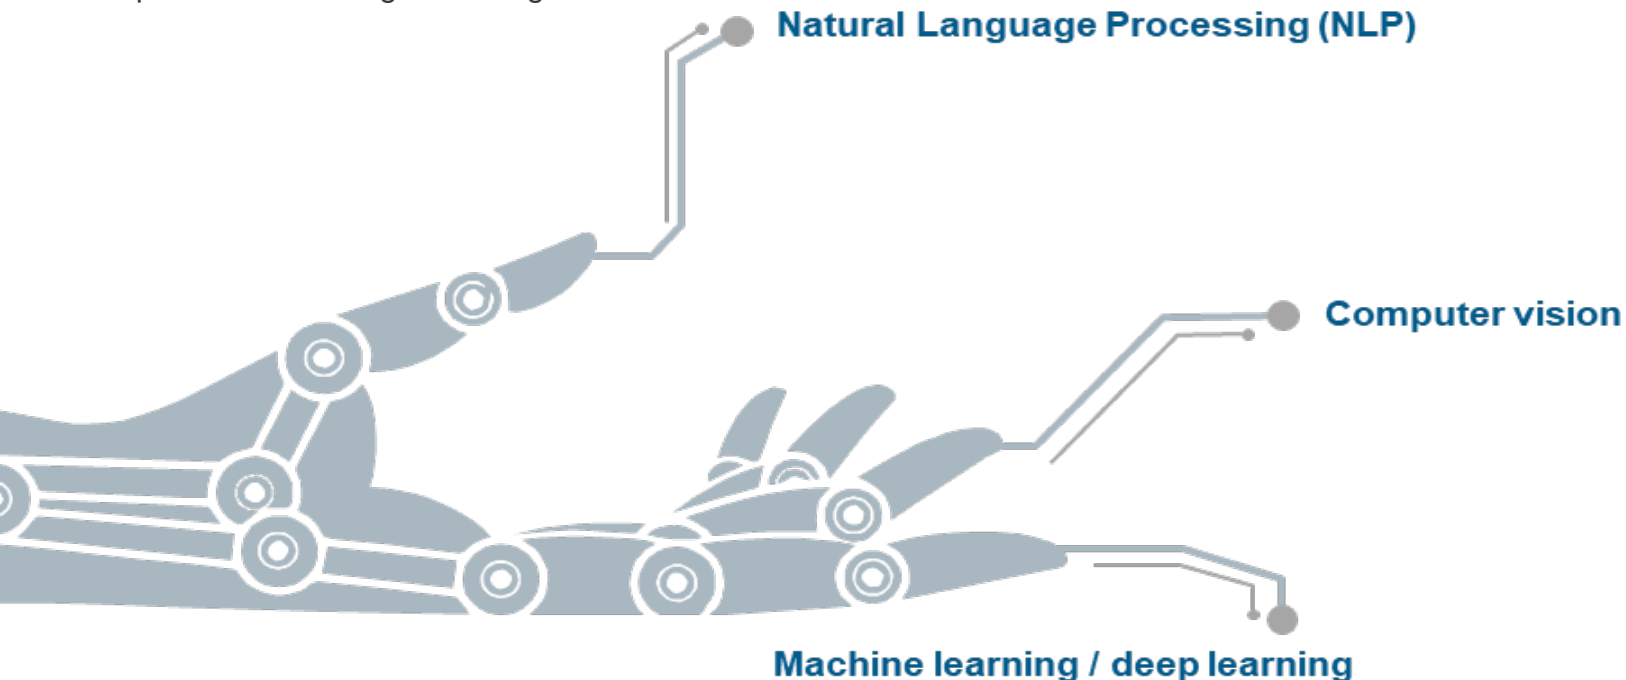 Natural Language Processing (NLP)
Computer vision
Machine learning / deep learning